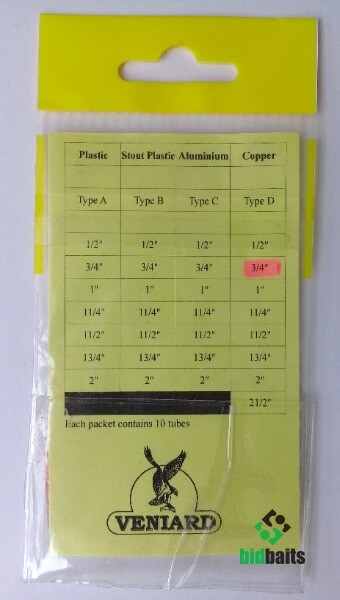 Plastic Stout Plastic Aluminium Copper
Type A Type B Type C Type D
1/2" 1/2" 1/2" 1/2"
3/4" 3/4" 3/4" 3/4"
1" 1" 1" 1"
11/4" 11/4" 11/4" 11/4"
11/2" 11/2" 11/2" 11/2"
13/4" 13/4" 13/4" 13/4"
2" 2" 2" 2"
21/2"
Each packet contains 10 tubes
VENIARD
bidbaits